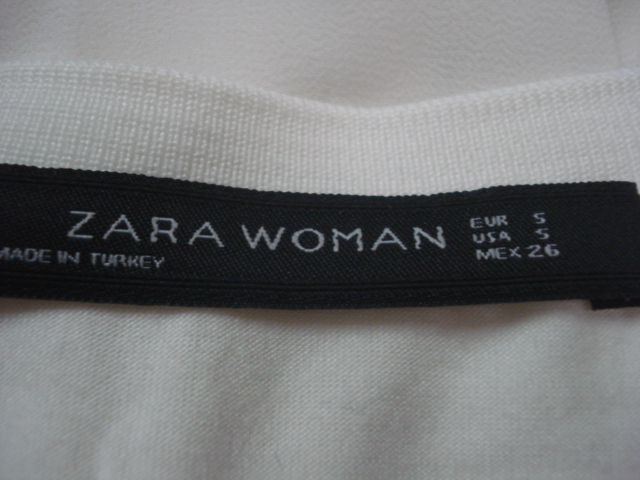 ZARA WOMAN
MADE IN TURKEY
EUR S
USA S
MEX 26